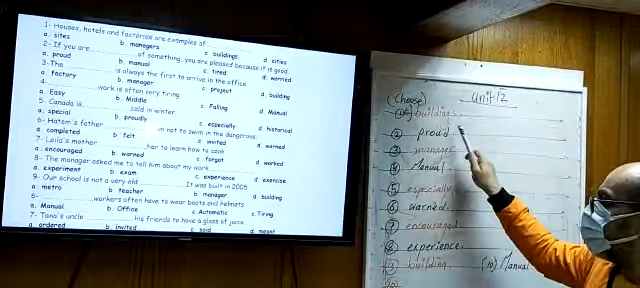 1- Houses, hotels and factories are examples of
a. sites b. managers c buildings d. cities
2- If you are of something, you are pleased because it is good.
a. proud b. manual c. tired d. worried
3-The is always the first to arrive in the office
a. factory b. manager c. project d. building
4- work is often very tiring
a. Easy b. Middle c. Falling d. Manual
5- Canada is cold in winter
a. special b. proudly c. especially d. historical
6- Hatem's father im not to swim in the dangerous.
a. completed b felt c. invited a. warned
7- Leila's mother her to learn how to cook
a. encouraged b. warned c forgot d. worked
8- The manager asked me to tell him about my work
a. experiment b. exam c. experience d. exercise
9- Our school is not a very old . It was built in 2005
a. metro b. teacher b. manager d. building
6- workers often have to wear boots and helmets
a. Manual b. Office c.Automatic c.Tiring
7- Tana's uncle his friends to have a glass of juice.
a. ordered b. invited c. said d. meant
(Choose) unit 12
① buildings
② proud
③ manager
④ Manual
⑤ especially
⑥ warned
⑦ encouraged
⑧ experience
⑨ building (10) Manual